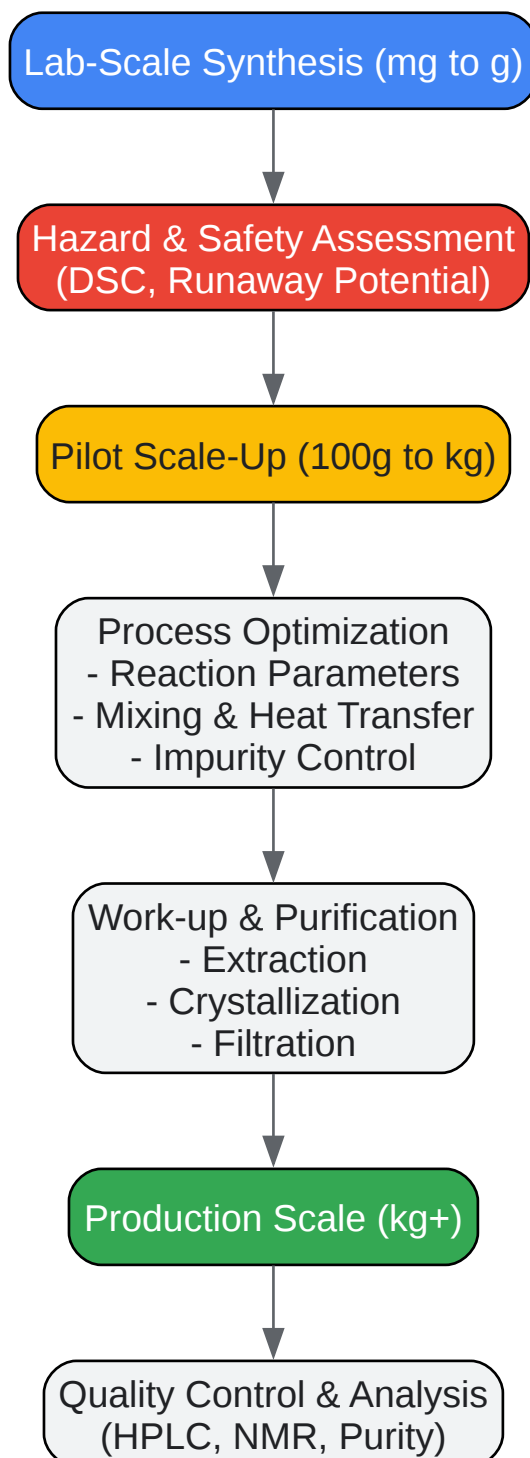 Lab-Scale Synthesis (mg to g)
Hazard & Safety Assessment
(DSC, Runaway Potential)
Pilot Scale-Up (100g to kg)
Process Optimization
- Reaction Parameters
- Mixing & Heat Transfer
- Impurity Control
Work-up & Purification
- Extraction
- Crystallization
- Filtration
Production Scale (kg+)
Quality Control & Analysis
(HPLC, NMR, Purity)